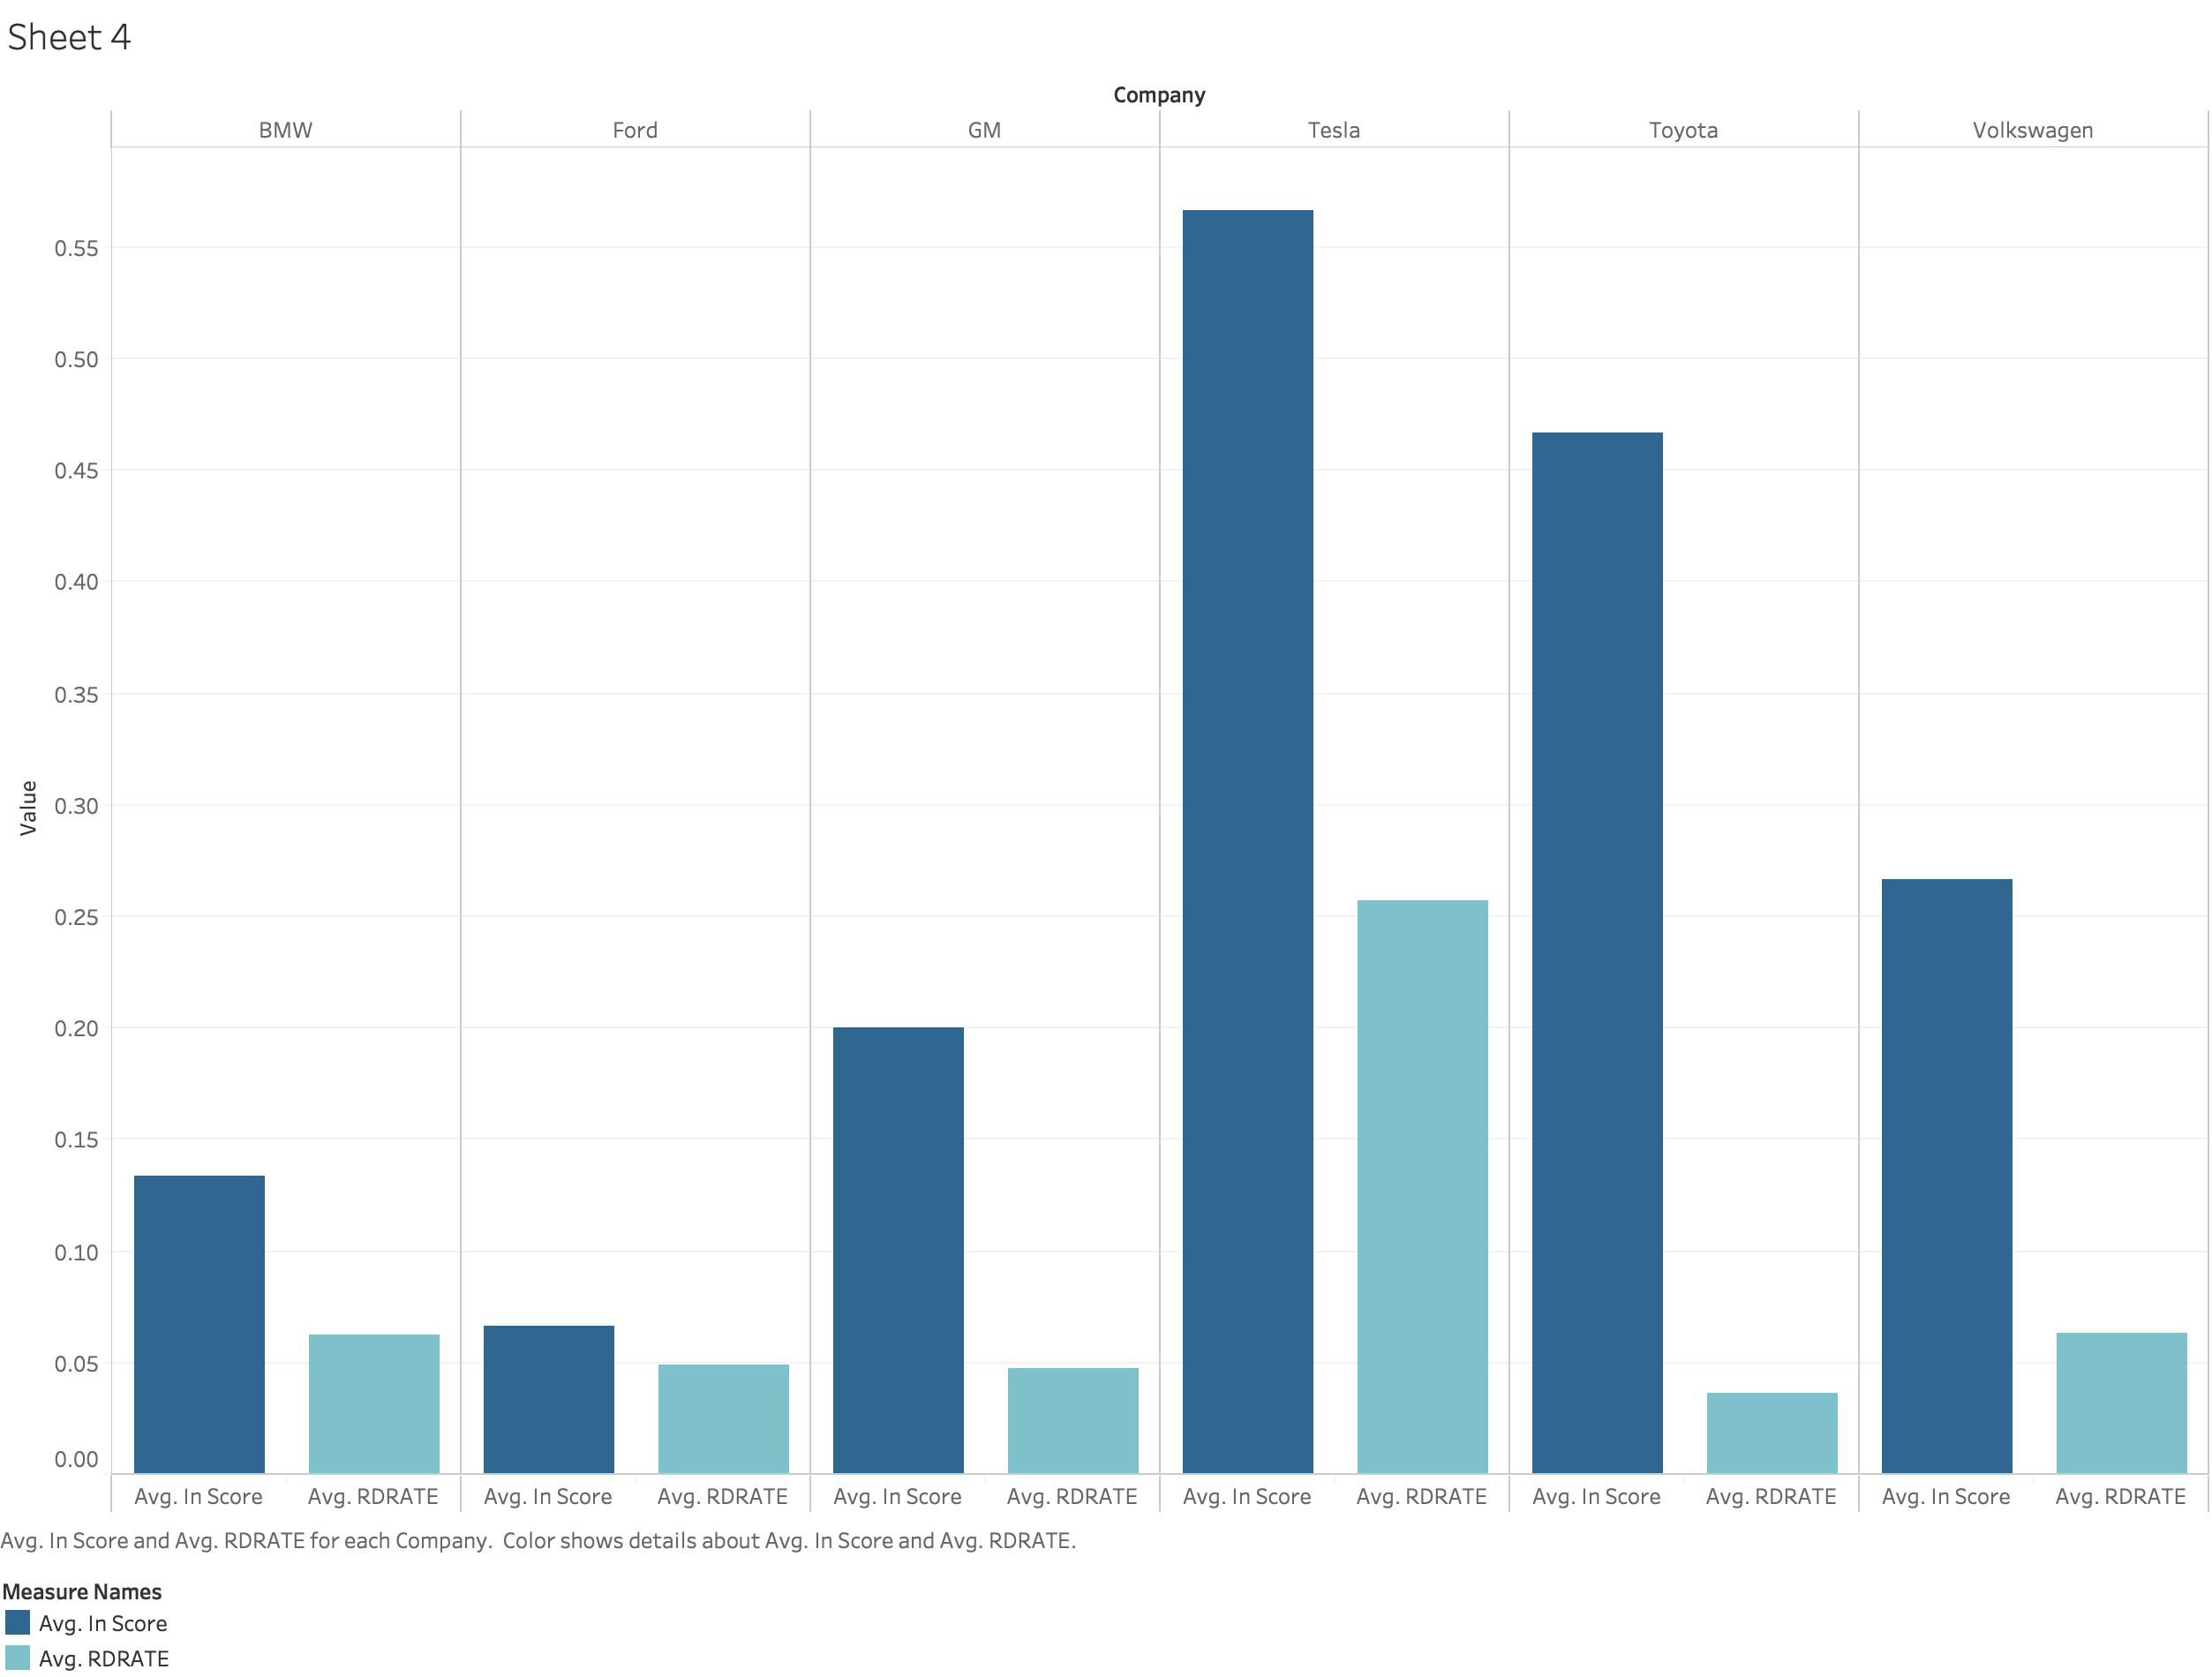 Sheet 4
Company
BMW Ford GM Tesla Toyota Volkswagen
0.55
0.50
0.45
0.40
0.35
0.30
0.25
0.20
0.15
0.10
0.05
0.00
Value
Avg. In Score Avg. RDRATE Avg. In Score Avg. RDRATE Avg. In Score Avg. RDRATE Avg. In Score Avg. RDRATE Avg. In Score Avg. RDRATE Avg. In Score Avg. RDRATE
Avg. In Score and Avg. RDRATE for each Company. Color shows details about Avg. In Score and Avg. RDRATE.
Measure Names
Avg. In Score
Avg. RDRATE